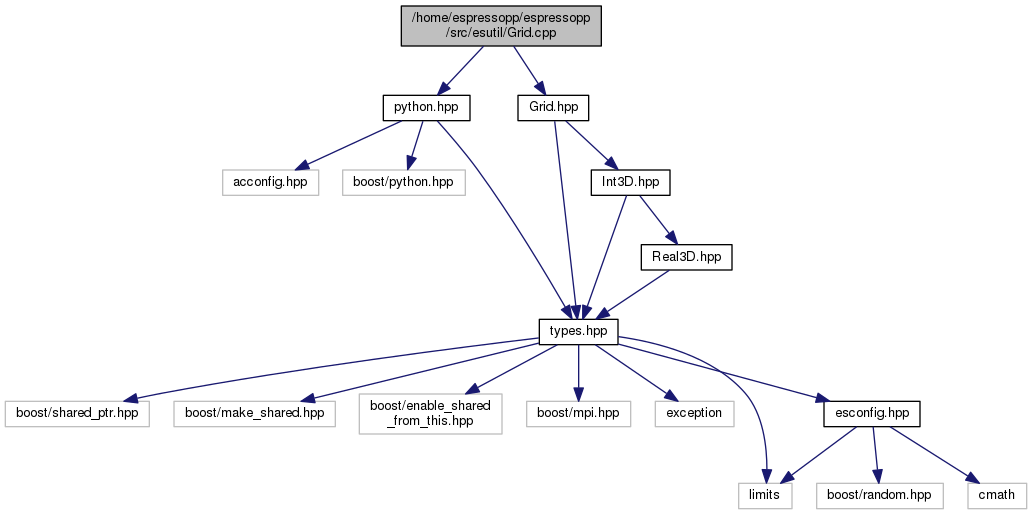 /home/espressopp/espressopp
/src/esutil/Grid.cpp
python.hpp
Grid.hpp
acconfig.hpp
boost/python.hpp
Int3D.hpp
Real3D.hpp
types.hpp
boost/shared_ptr.hpp
boost/make_shared.hpp
boost/enable_shared
_from_this.hpp
boost/mpi.hpp
exception
esconfig.hpp
limits
boost/random.hpp
cmath